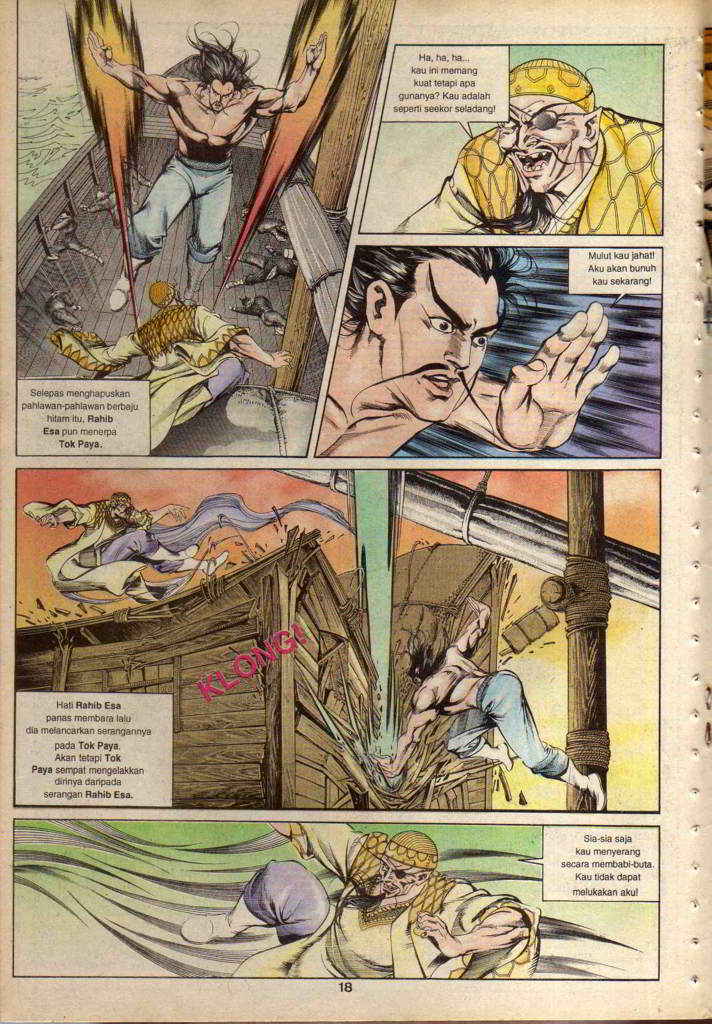 Selepas menghapuskan
pahlawan-pahlawan berbaju
hitam itu, Rahib
Esa pun menerpa
Tok Paya.
Ha, ha, ha...
kau ini memang
kuat tetapi apa
gunanya? Kau adalah
seperti seekor seladang!
Mulut kau jahat!
Aku akan bunuh
kau sekarang!
KLONG!
Hati Rahib Esa
panas membara lalu
dia melancarkan serangannya
pada Tok Paya.
Akan tetapi Tok
Paya sempat mengelakkan
dirinya daripada
serangan Rahib Esa.
Sia-sia saja
kau menyerang
secara membabi-buta.
Kau tidak dapat
melukakan aku!
18